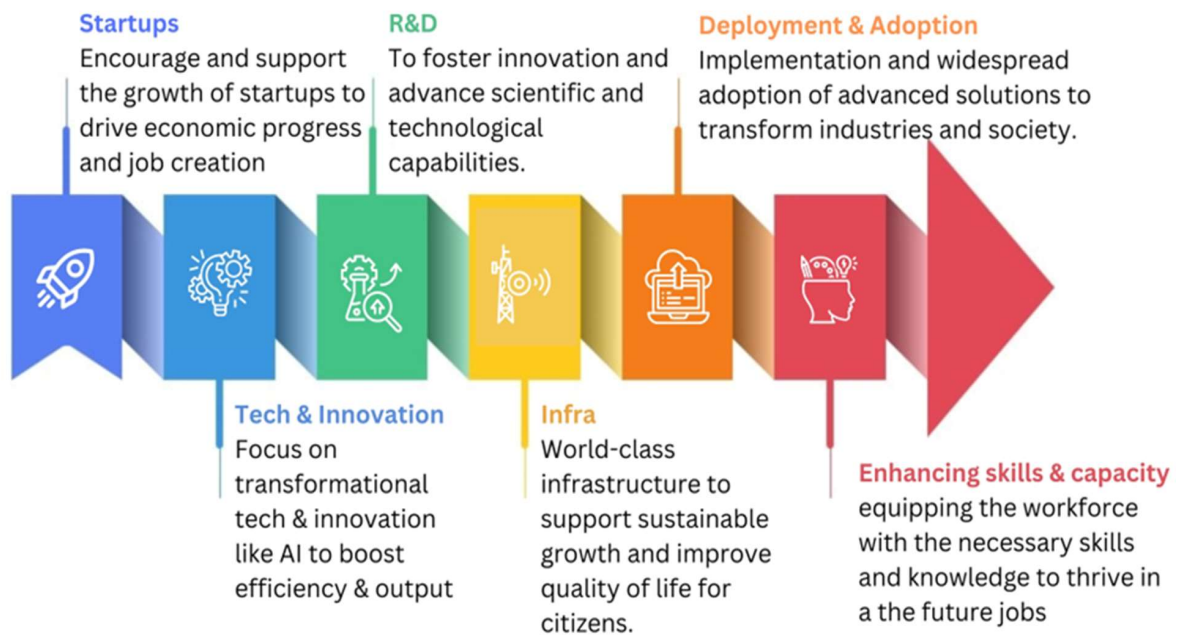 Startups
Encourage and support
the growth of startups to
drive economic progress
and job creation
R&D
To foster innovation and
advance scientific and
technological
capabilities.
Deployment & Adoption
Implementation and widespread
adoption of advanced solutions to
transform industries and society.
Tech & Innovation
Focus on
transformational
tech & innovation
like AI to boost
efficiency & output
Infra
World-class
infrastructure to
support sustainable
growth and improve
quality of life for
citizens.
Enhancing skills & capacity
equipping the workforce
with the necessary skills
and knowledge to thrive in
a the future jobs